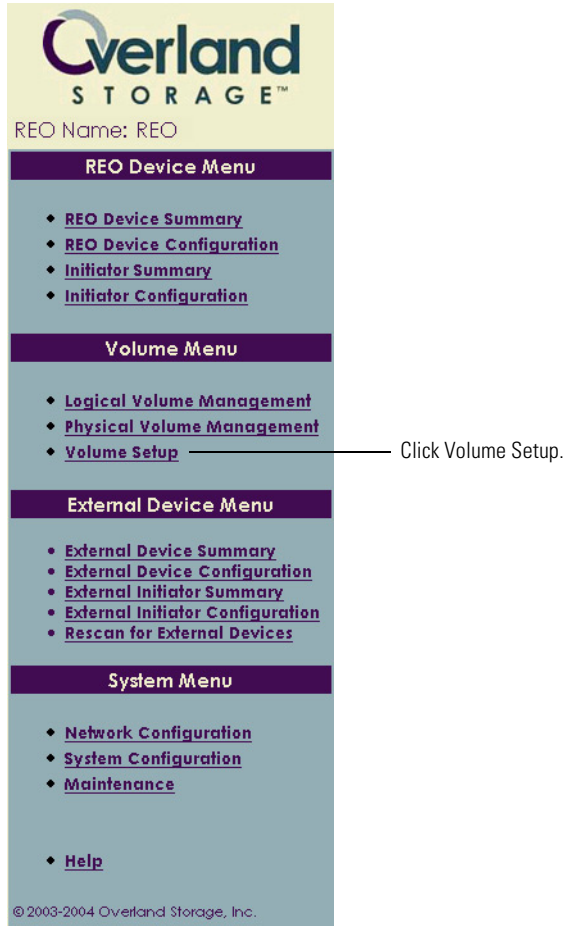 Overland
STORAGE™
REO Name: REO
REO Device Menu
REO Device Summary
REO Device Configuration
Initiator Summary
Initiator Configuration
Volume Menu
Logical Volume Management
Physical Volume Management
Volume Setup
Click Volume Setup.
External Device Menu
External Device Summary
External Device Configuration
External Initiator Summary
External Initiator Configuration
Rescan for External Devices
System Menu
Network Configuration
System Configuration
Maintenance
Help
© 2003-2004 Overland Storage, Inc.